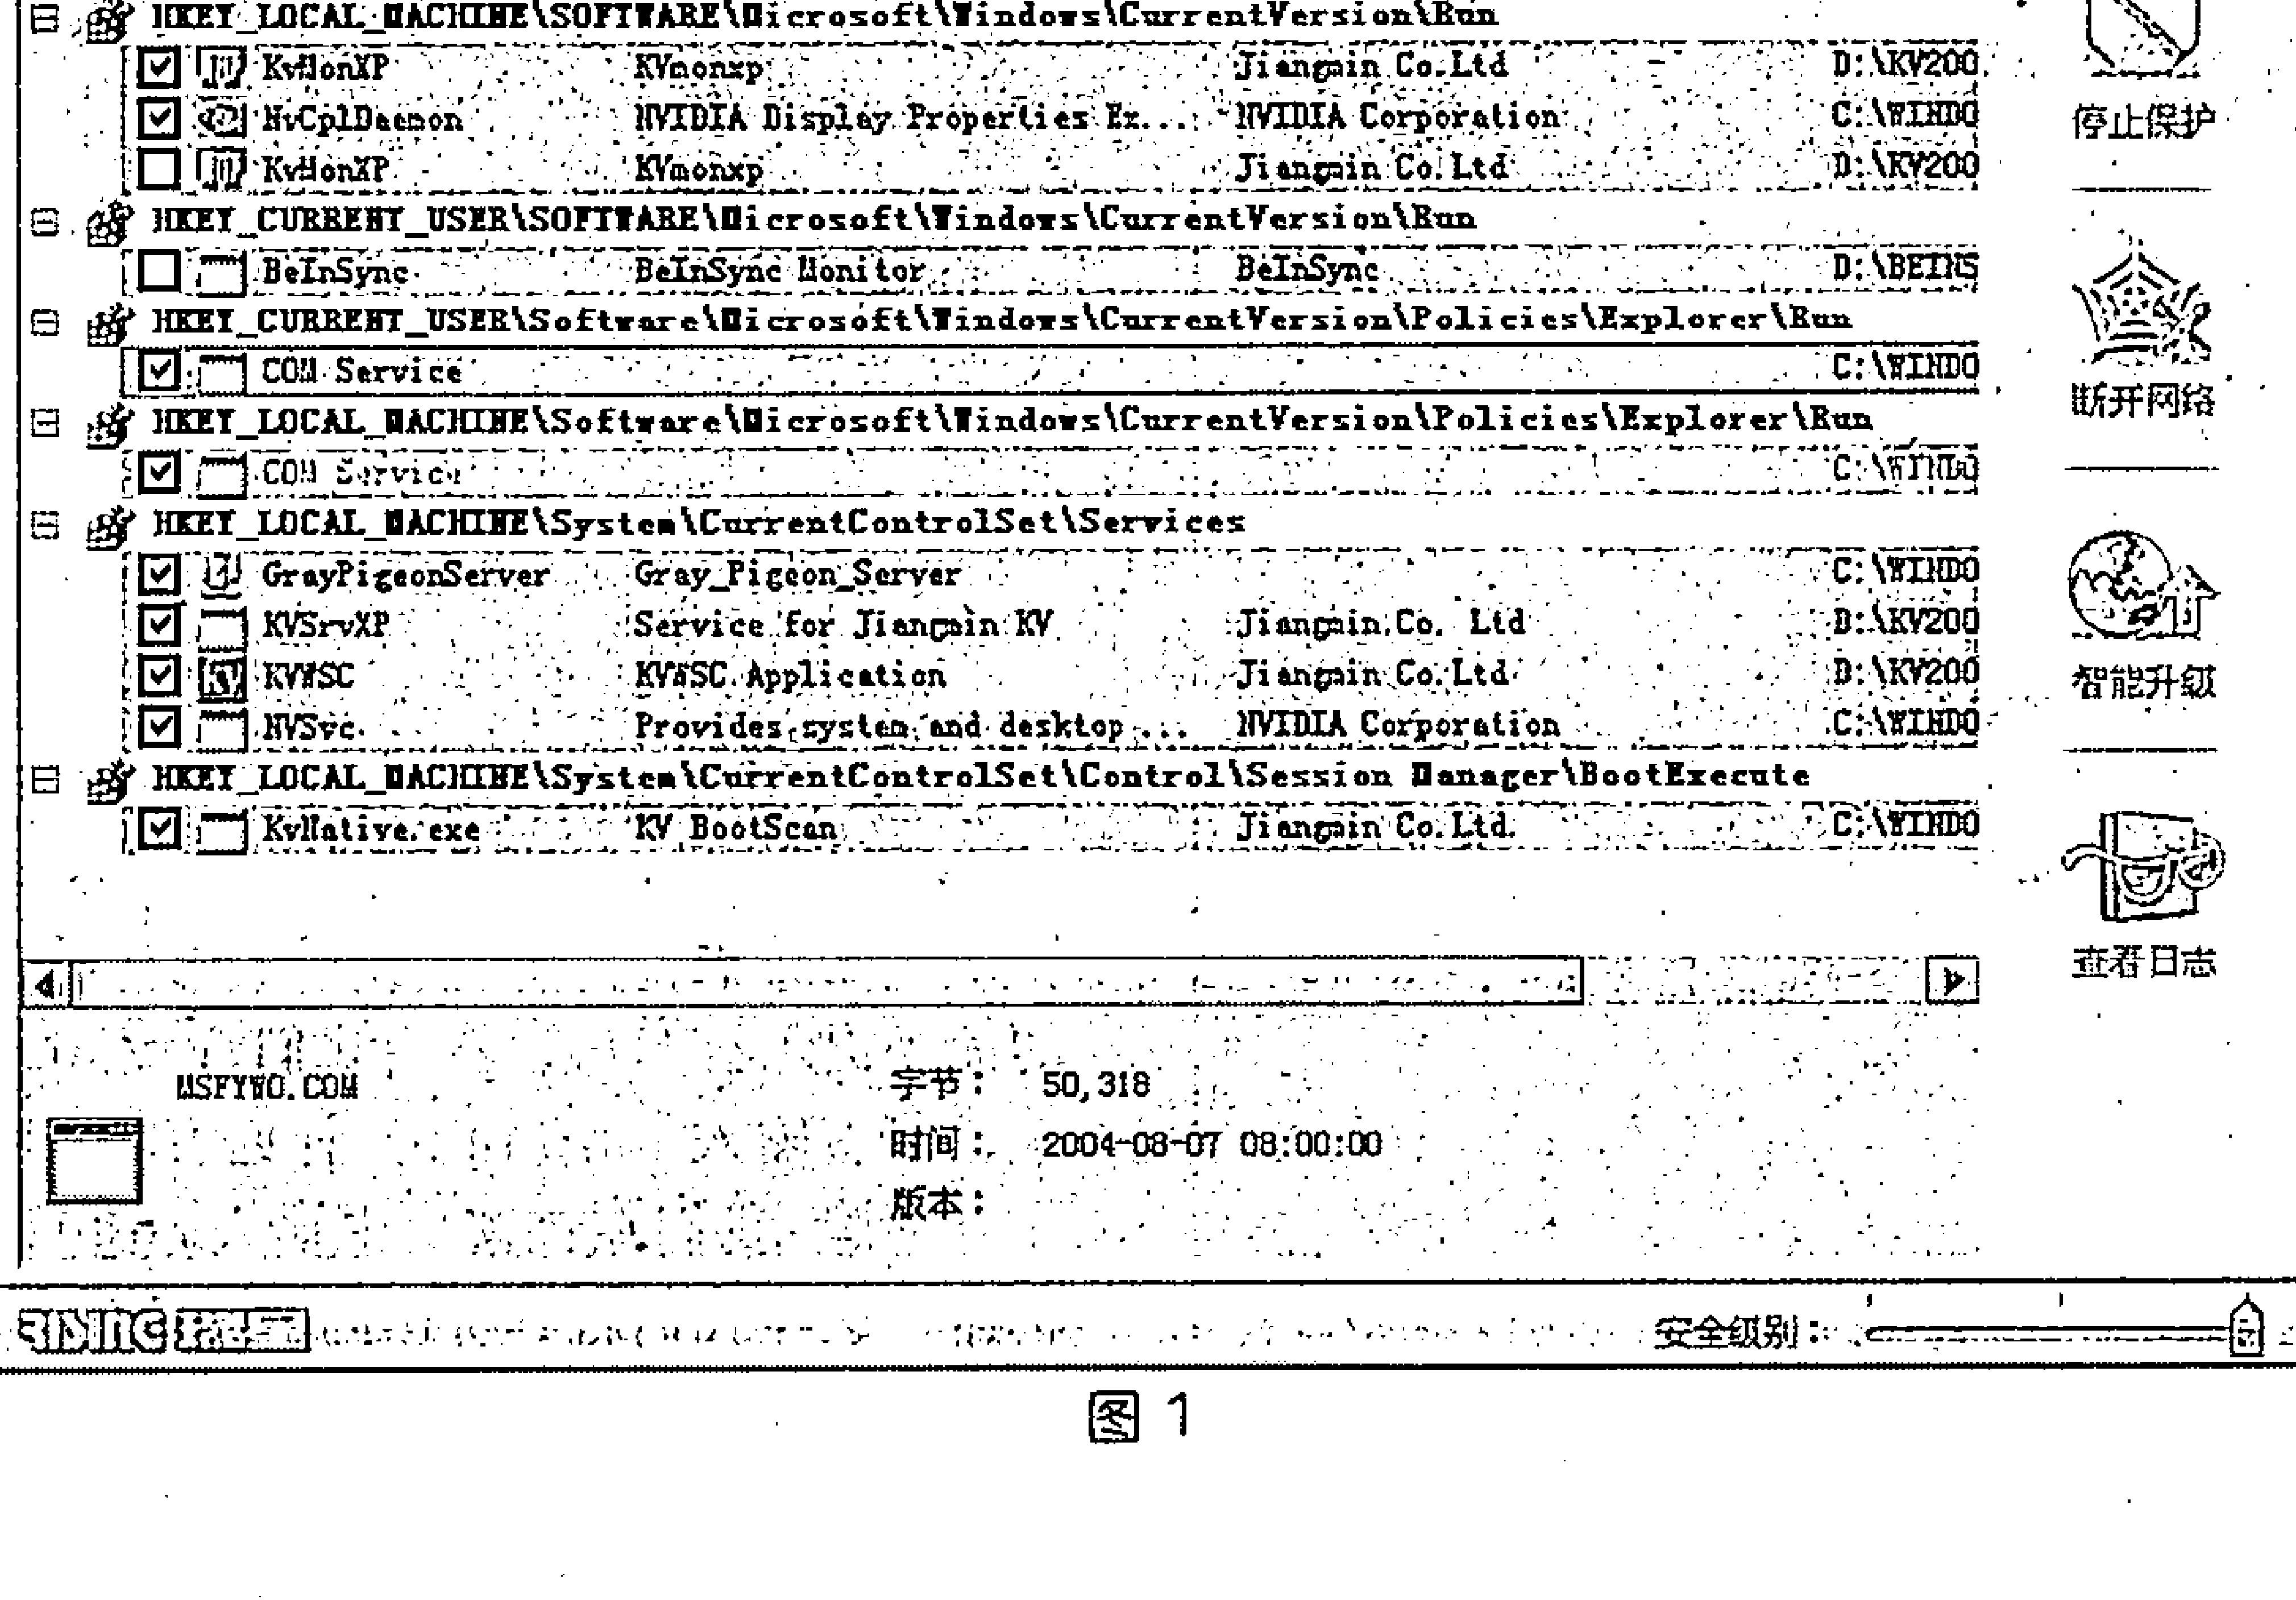 HKEY_LOCAL_MACHINE\SOFTWARE\Microsoft\Windows\CurrentVersion\Run
KvMonXP KVmonxp Jiangmin Co.Ltd D:\KV200
NvCplDaemon NVIDIA Display Properties Ex... NVIDIA Corporation C:\WINDO
KvMonXP KVmonxp Jiangmin Co.Ltd D:\KV200
HKEY_CURRENT_USER\SOFTWARE\Microsoft\Windows\CurrentVersion\Run
BeInSync BeInSync Monitor BeInSync D:\BEINS
HKEY_CURRENT_USER\Software\Microsoft\Windows\CurrentVersion\Policies\Explorer\Run
COM Service C:\WINDO
HKEY_LOCAL_MACHINE\Software\Microsoft\Windows\CurrentVersion\Policies\Explorer\Run
COM Service C:\WINDO
HKEY_LOCAL_MACHINE\System\CurrentControlSet\Services
GrayPigeonServer Gray_Pigeon_Server C:\WINDO
KVSrvXP Service for Jiangmin KV Jiangmin Co. Ltd D:\KV200
KVWSC KVWSC Application Jiangmin Co.Ltd D:\KV200
NVSvc Provides system and desktop ... NVIDIA Corporation C:\WINDO
HKEY_LOCAL_MACHINE\System\CurrentControlSet\Control\Session Manager\BootExecute
KvNative.exe KV BootScan Jiangmin Co.Ltd. C:\WINDO
停止保护
断开网络
智能升级
查看日志
MSFYWO.COM 字节： 50,318
时间： 2004-08-07 08:00:00
版本：
RISING 瑞星 安全级别：
图 1